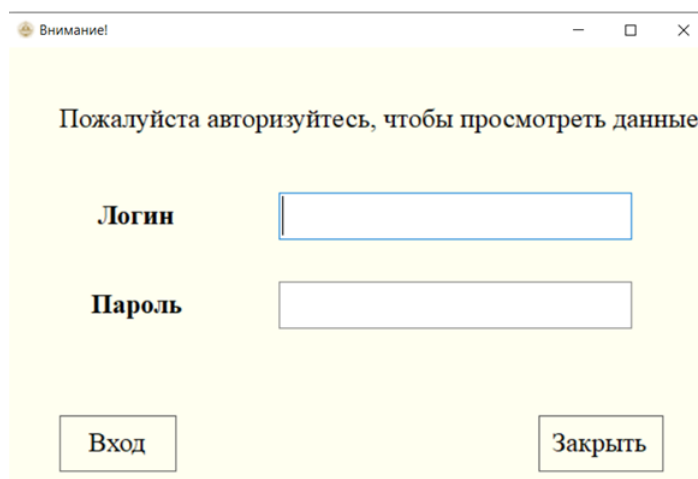 Внимание!
Пожалуйста авторизуйтесь, чтобы просмотреть данные
Логин
Пароль
Вход
Закрыть